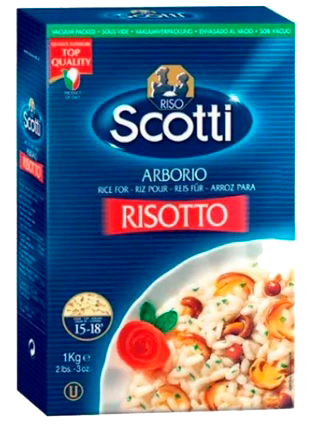 VACUUM PACKED - SOUS VIDE - VAKUUMVERPACKUNG - ENVASADO AL VACIO - SOB VÁCUO
TOP
QUALITY
RISO
Scotti
ARBORIO
RICE FOR - RIZ POUR - REIS FÜR - ARROZ PARA
RISOTTO
15-18'
1Kg e
2 lbs. - 3 oz.
U